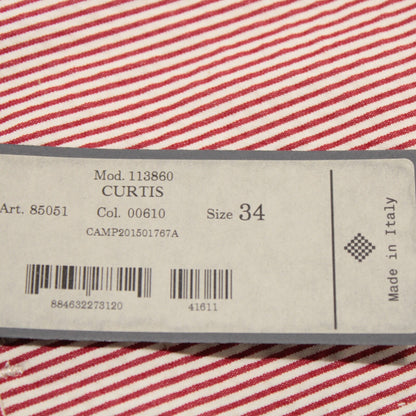 Mod. 113860
CURTIS
Art. 85051 Col. 00610 Size 34
CAMP201501767A
884632273120 41611
Made in Italy